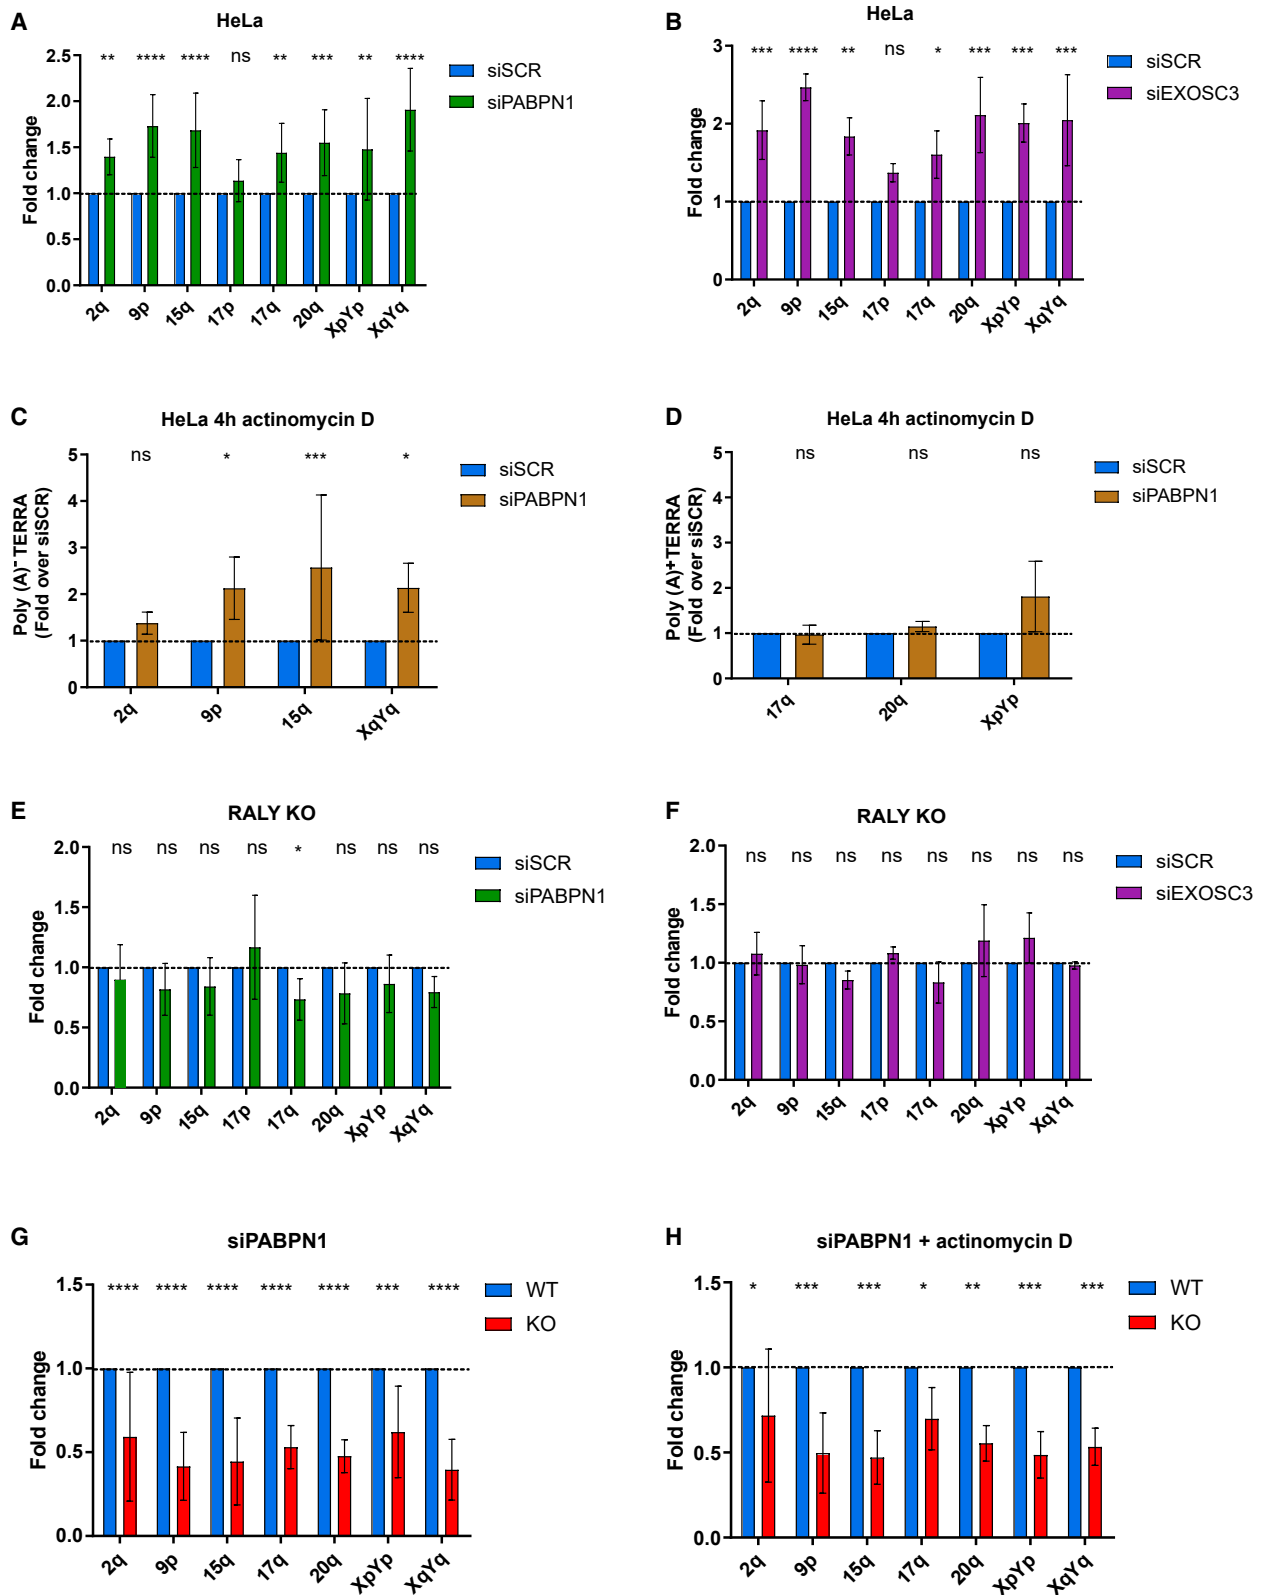 A
HeLa
** **** **** ns ** *** ** ****
Fold change
2.5
2.0
1.5
1.0
0.5
0.0
2q 9p 15q 17p 17q 20q XpYp XqYq
siSCR
siPABPN1
B
HeLa
*** **** ** ns * *** *** ***
Fold change
3
2
1
0
2q 9p 15q 17p 17q 20q XpYp XqYq
siSCR
siEXOSC3
C
HeLa 4h actinomycin D
ns * *** *
Poly (A)⁻ TERRA
(Fold over siSCR)
5
4
3
2
1
0
2q 9p 15q XqYq
siSCR
siPABPN1
D
HeLa 4h actinomycin D
ns ns ns
Poly (A)⁺TERRA
(Fold over siSCR)
5
4
3
2
1
0
17q 20q XpYp
siSCR
siPABPN1
E
RALY KO
ns ns ns ns * ns ns ns
Fold change
2.0
1.5
1.0
0.5
0.0
2q 9p 15q 17p 17q 20q XpYp XqYq
siSCR
siPABPN1
F
RALY KO
ns ns ns ns ns ns ns ns
Fold change
2.0
1.5
1.0
0.5
0.0
2q 9p 15q 17p 17q 20q XpYp XqYq
siSCR
siEXOSC3
G
siPABPN1
**** **** **** **** **** *** ****
Fold change
1.5
1.0
0.5
0.0
2q 9p 15q 17q 20q XpYp XqYq
WT
KO
H
siPABPN1 + actinomycin D
* *** *** * ** *** ***
Fold change
1.5
1.0
0.5
0.0
2q 9p 15q 17q 20q XpYp XqYq
WT
KO